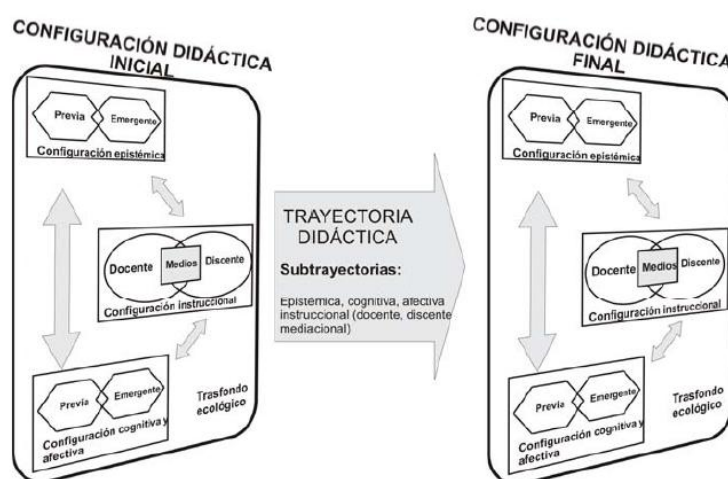 CONFIGURACIÓN DIDÁCTICA
INICIAL
Previa
Emergente
Configuración epistémica
Docente
Medios
Discente
Configuración instruccional
Previa
Emergente
Configuración cognitiva y
afectiva
Trasfondo
ecológico
TRAYECTORIA
DIDÁCTICA
Subtrayectorias:
Epistémica, cognitiva, afectiva
instruccional (docente, discente
mediacional)
CONFIGURACIÓN DIDÁCTICA
FINAL
Previa
Emergente
Configuración epistémica
Docente
Medios
Discente
Configuración instruccional
Previa
Emergente
Configuración cognitiva y
afectiva
Trasfondo
ecológico